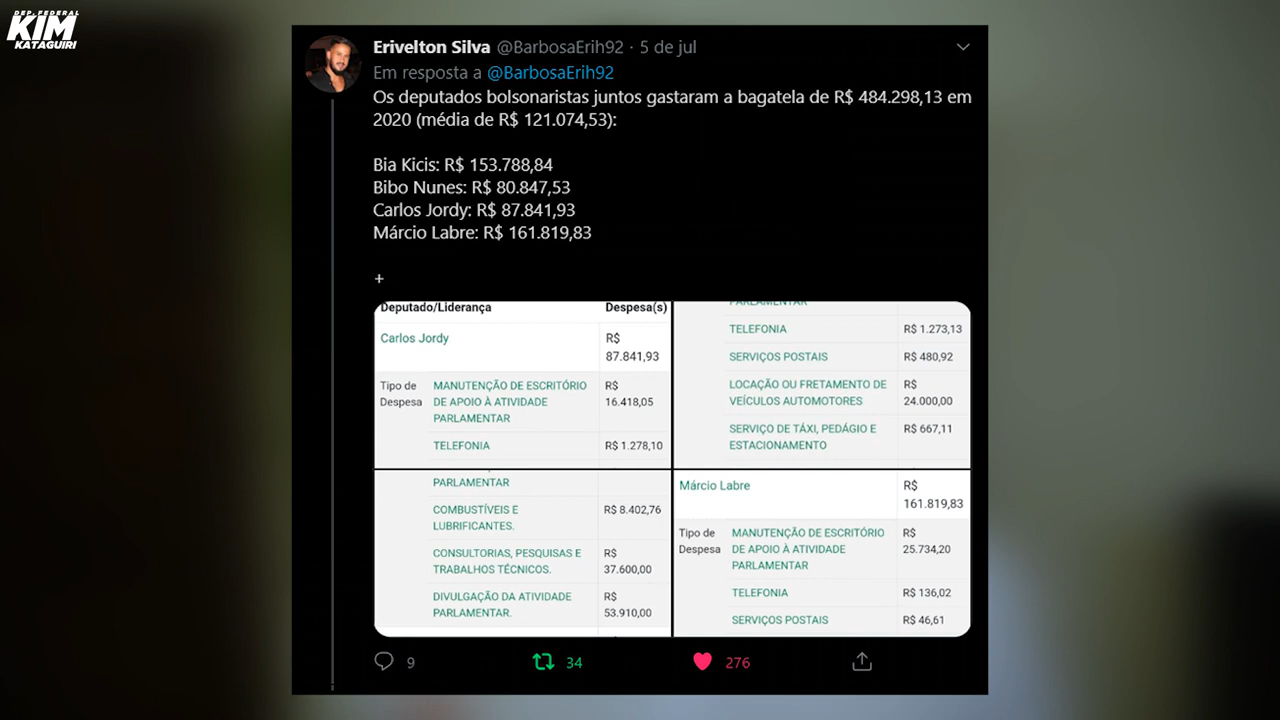 DEP. FEDERAL
KIM
KATAGUIRI
Erivelton Silva @BarbosaErih92 · 5 de jul
Em resposta a @BarbosaErih92
Os deputados bolsonaristas juntos gastaram a bagatela de R$ 484.298,13 em
2020 (média de R$ 121.074,53):
Bia Kicis: R$ 153.788,84
Bibo Nunes: R$ 80.847,53
Carlos Jordy: R$ 87.841,93
Márcio Labre: R$ 161.819,83
+
Deputado/Liderança Despesa(s)
Carlos Jordy R$
87.841,93
Tipo de MANUTENÇÃO DE ESCRITÓRIO R$
Despesa DE APOIO À ATIVIDADE 16.418,05
PARLAMENTAR
TELEFONIA R$ 1.278,10
PARLAMENTAR
TELEFONIA R$ 1.273,13
SERVIÇOS POSTAIS R$ 480,92
LOCAÇÃO OU FRETAMENTO DE R$
VEÍCULOS AUTOMOTORES 24.000,00
SERVIÇO DE TÁXI, PEDÁGIO E R$ 667,11
ESTACIONAMENTO
PARLAMENTAR
COMBUSTÍVEIS E R$ 8.402,76
LUBRIFICANTES.
CONSULTORIAS, PESQUISAS E R$
TRABALHOS TÉCNICOS. 37.600,00
DIVULGAÇÃO DA ATIVIDADE R$
PARLAMENTAR. 53.910,00
Márcio Labre R$
161.819,83
Tipo de MANUTENÇÃO DE ESCRITÓRIO R$
Despesa DE APOIO À ATIVIDADE 25.734,20
PARLAMENTAR
TELEFONIA R$ 136,02
SERVIÇOS POSTAIS R$ 46,61
9 34 276